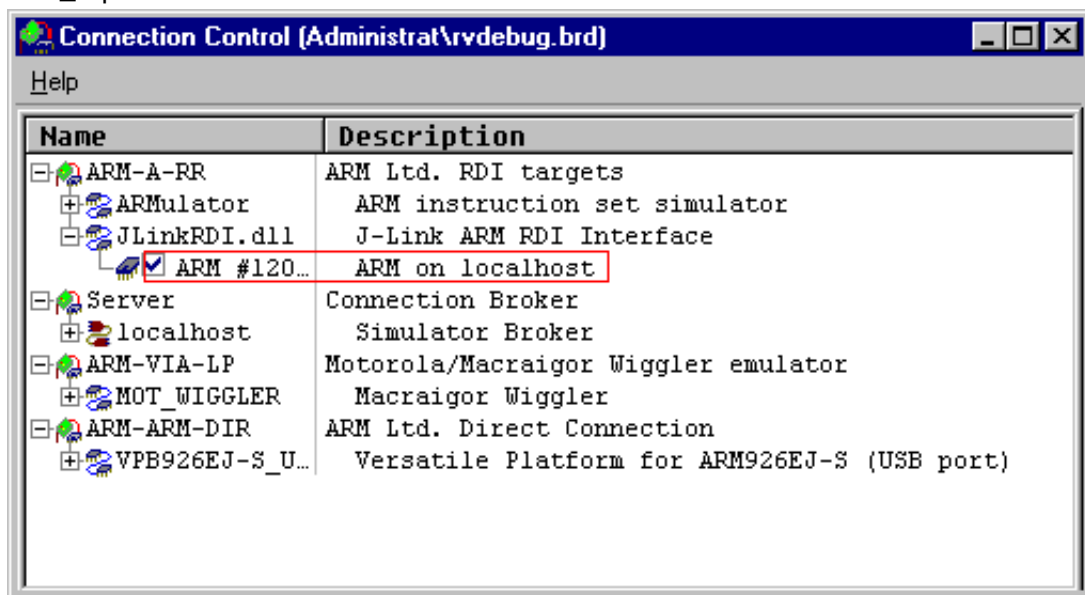 Connection Control (Administrat\rvdebug.brd)
Help
Name Description
ARM-A-RR ARM Ltd. RDI targets
ARMulator ARM instruction set simulator
JLinkRDI.dll J-Link ARM RDI Interface
ARM #120… ARM on localhost
Server Connection Broker
localhost Simulator Broker
ARM-VIA-LP Motorola/Macraigor Wiggler emulator
MOT_WIGGLER Macraigor Wiggler
ARM-ARM-DIR ARM Ltd. Direct Connection
VPB926EJ-S_U… Versatile Platform for ARM926EJ-S (USB port)